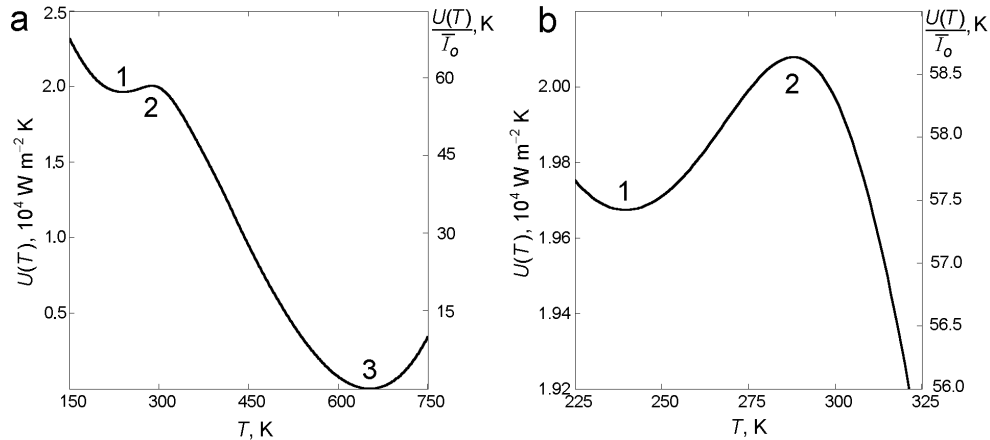 a
U(T), 10⁴ W m⁻² K
2.5
2.0
1.5
1.0
0.5
1
2
3
U(T)
I̅o, K
60
45
30
15
150 300 600 750
T, K
b
U(T), 10⁴ W m⁻² K
2.00
1.98
1.96
1.94
1.92
1
2
U(T)
I̅o, K
58.5
58.0
57.5
57.0
56.5
56.0
225 250 275 300 325
T, K